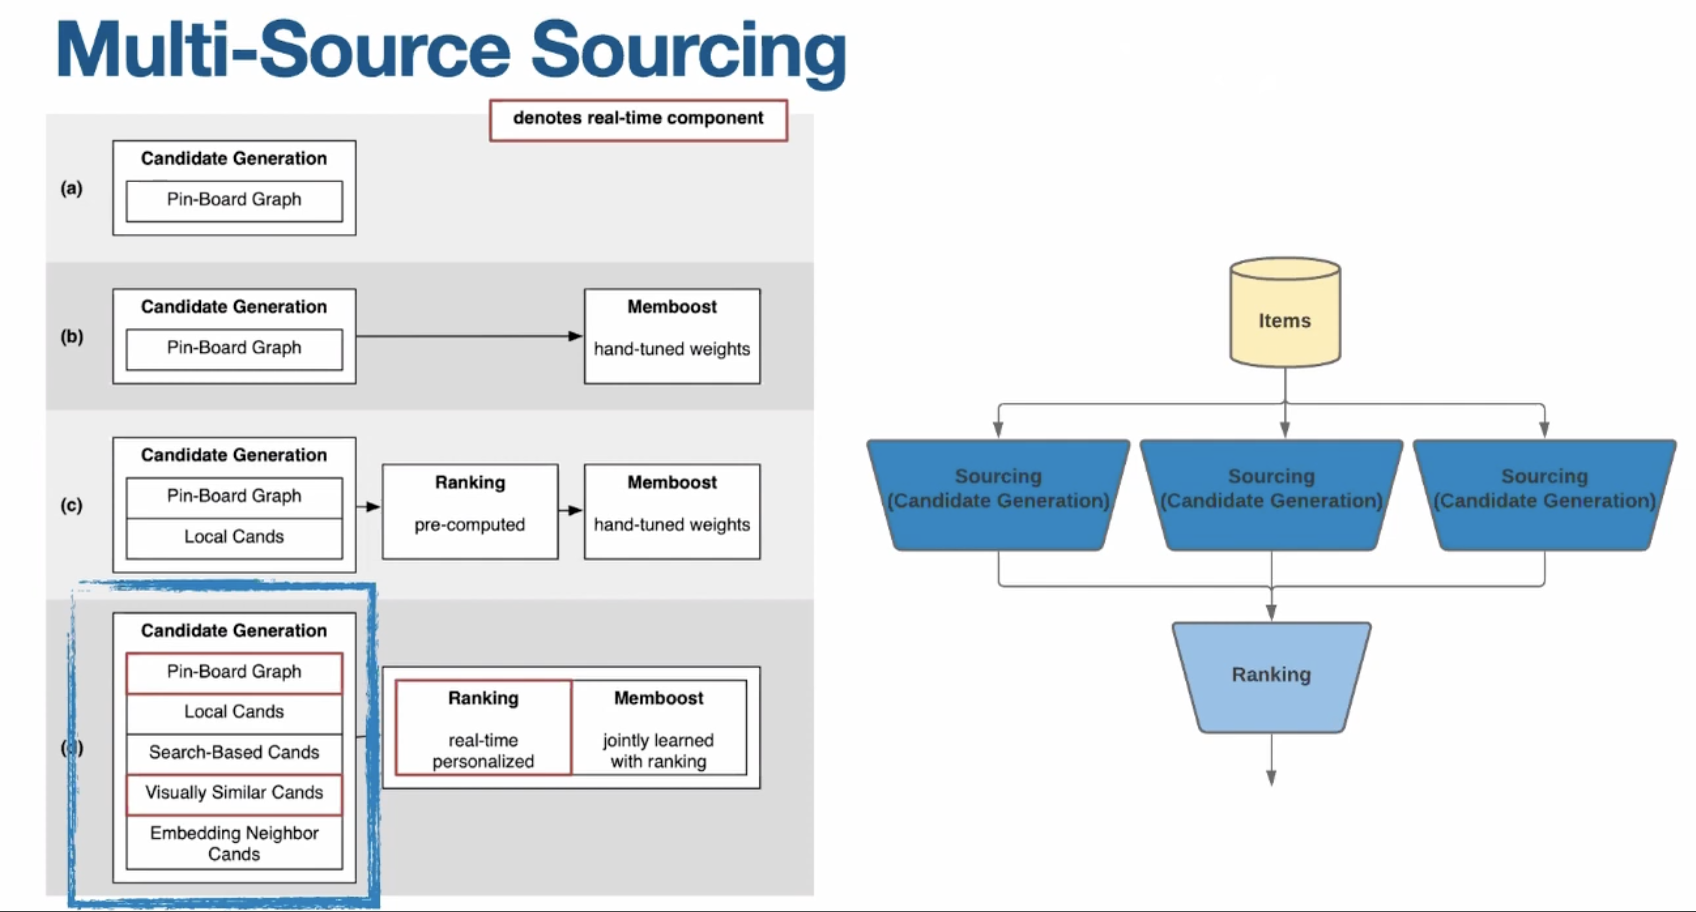 Multi-Source Sourcing
denotes real-time component
(a)
Candidate Generation
Pin-Board Graph
(b)
Candidate Generation
Pin-Board Graph
Memboost
hand-tuned weights
(c)
Candidate Generation
Pin-Board Graph
Local Cands
Ranking
pre-computed
Memboost
hand-tuned weights
(d)
Candidate Generation
Pin-Board Graph
Local Cands
Search-Based Cands
Visually Similar Cands
Embedding Neighbor
Cands
Ranking
real-time
personalized
Memboost
jointly learned
with ranking
Items
Sourcing
(Candidate Generation)
Sourcing
(Candidate Generation)
Sourcing
(Candidate Generation)
Ranking